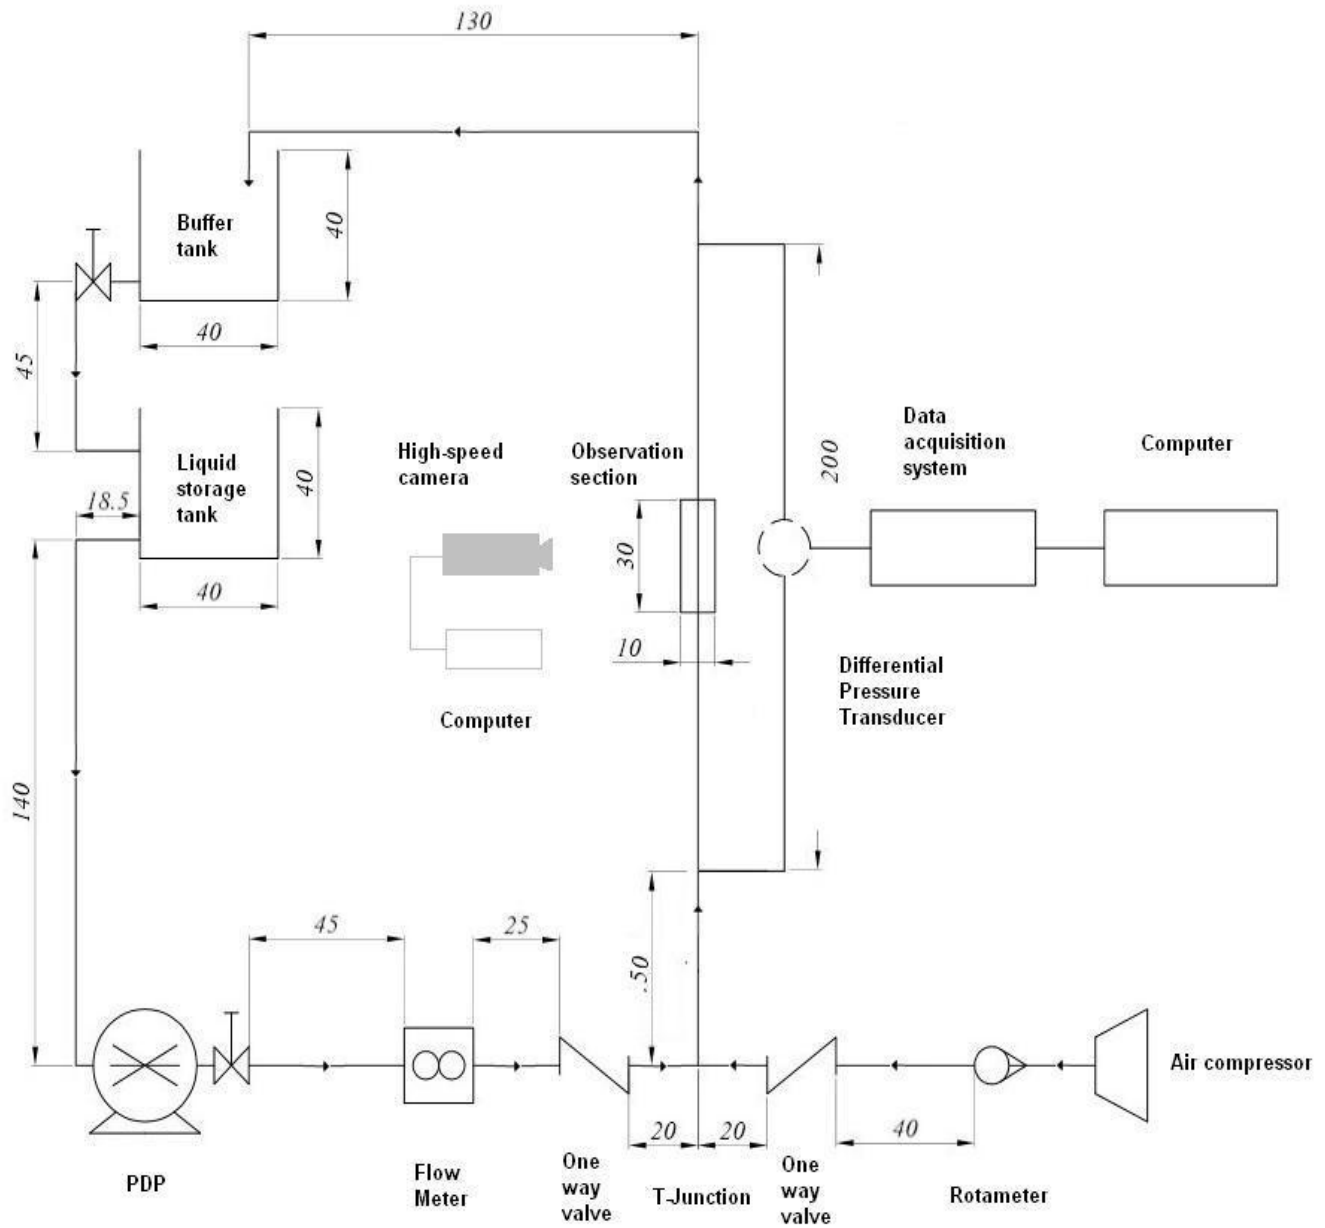 130
Buffer
tank
40
40
45
Liquid
storage
tank
40
18.5
40
High-speed
camera
Observation
section
Data
acquisition
system
Computer
200
30
10
Computer
Differential
Pressure
Transducer
140
45
25
.50
20
20
40
Air compressor
PDP
Flow
Meter
One
way
valve
T-Junction
One
way
valve
Rotameter